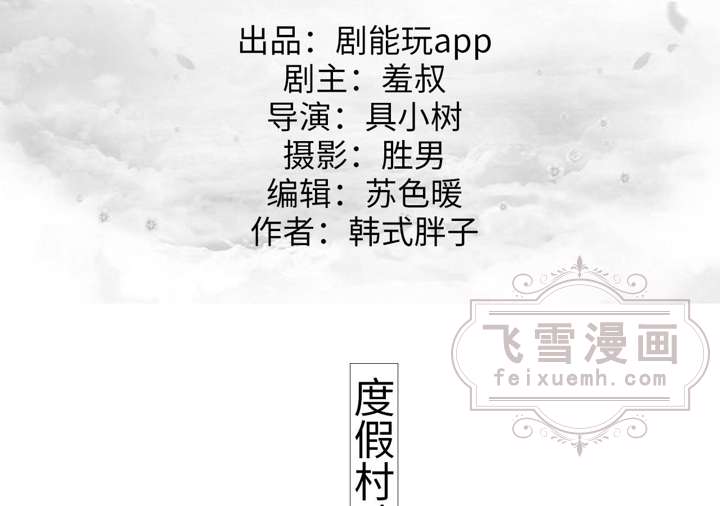 出品：剧能玩app
剧主：羞叔
导演：具小树
摄影：胜男
编辑：苏色暖
作者：韩式胖子
飞雪漫画
feixuemh.com
度假村